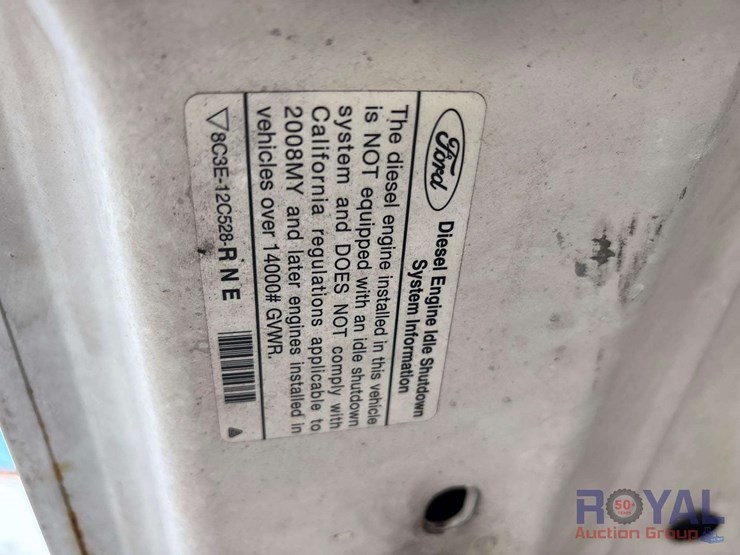 Ford
Diesel Engine Idle Shutdown
System Information
The diesel engine installed in this vehicle
is NOT equipped with an idle shutdown
system and DOES NOT comply with
California regulations applicable to
2008MY and later engines installed in
vehicles over 14000# GVWR.
8C3E-12C528-R N E
ROYAL
50+
Auction Group